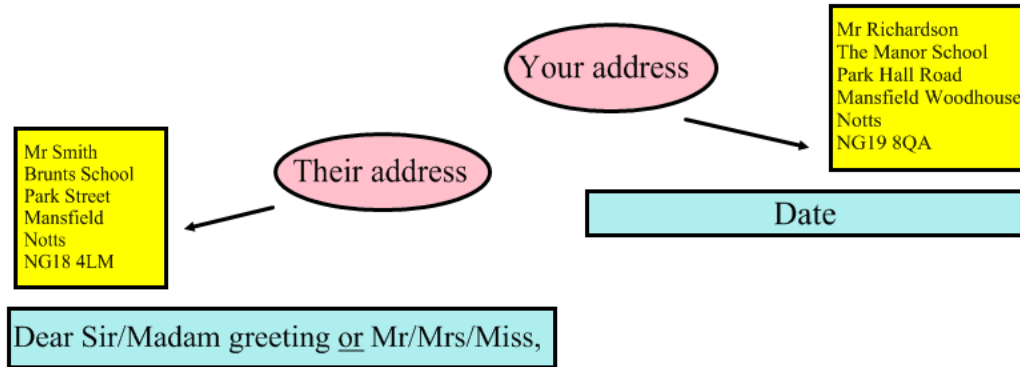 Mr Richardson
The Manor School
Park Hall Road
Mansfield Woodhouse
Notts
NG19 8QA
Your address
Mr Smith
Brunts School
Park Street
Mansfield
Notts
NG18 4LM
Their address
Date
Dear Sir/Madam greeting or Mr/Mrs/Miss,